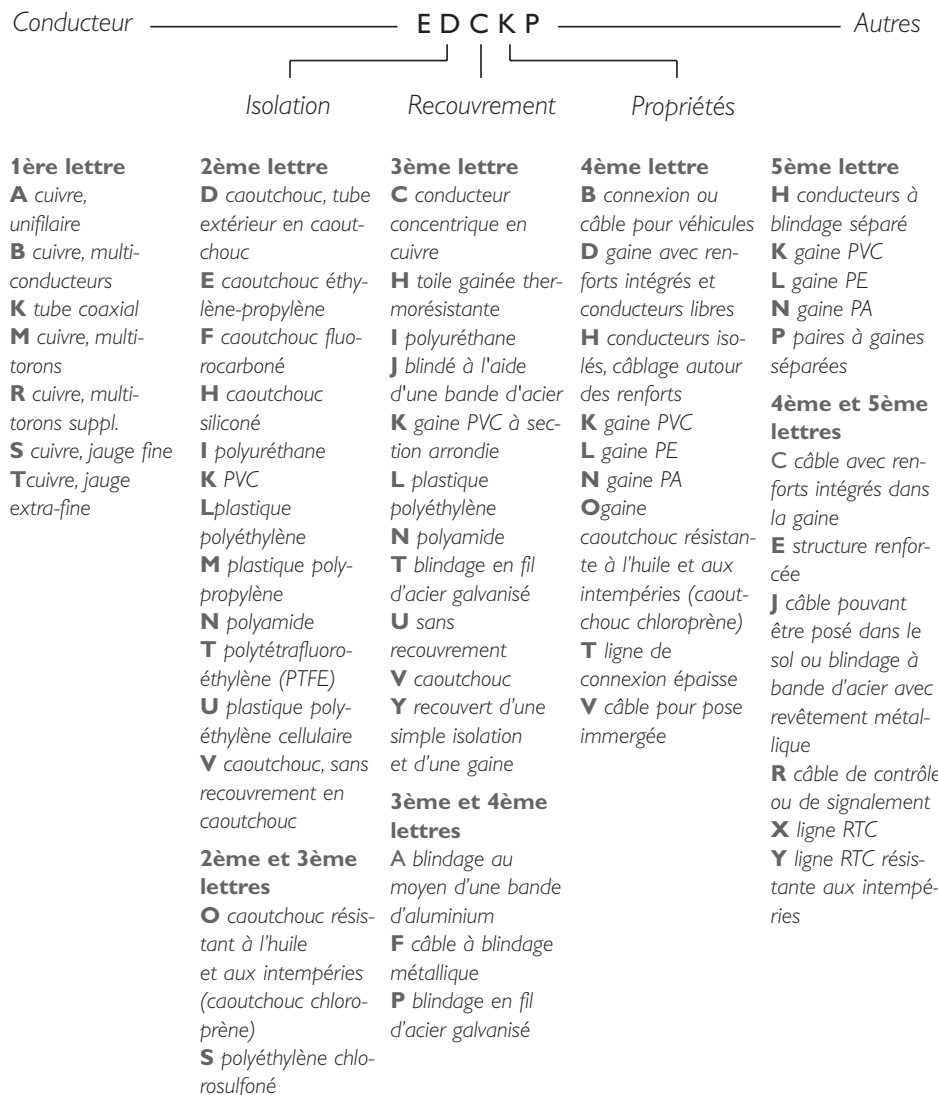 Conducteur E D C K P Autres
Isolation Recouvrement Propriétés
1ère lettre
A cuivre,
unifilaire
B cuivre, multi-
conducteurs
K tube coaxial
M cuivre, multi-
torons
R cuivre, multi-
torons suppl.
S cuivre, jauge fine
Tcuivre, jauge
extra-fine
2ème lettre
D caoutchouc, tube
extérieur en caout-
chouc
E caoutchouc éthy-
lène-propylène
F caoutchouc fluo-
rocarboné
H caoutchouc
siliconé
I polyuréthane
K PVC
Lplastique
polyéthylène
M plastique poly-
propylène
N polyamide
T polytétrafluoro-
éthylène (PTFE)
U plastique poly-
éthylène cellulaire
V caoutchouc, sans
recouvrement en
caoutchouc
2ème et 3ème
lettres
O caoutchouc résis-
tant à l'huile
et aux intempéries
(caoutchouc chloro-
prène)
S polyéthylène chlo-
rosulfoné
3ème lettre
C conducteur
concentrique en
cuivre
H toile gainée ther-
morésistante
I polyuréthane
J blindé à l'aide
d'une bande d'acier
K gaine PVC à sec-
tion arrondie
L plastique
polyéthylène
N polyamide
T blindage en fil
d'acier galvanisé
U sans
recouvrement
V caoutchouc
Y recouvert d'une
simple isolation
et d'une gaine
3ème et 4ème
lettres
A blindage au
moyen d'une bande
d'aluminium
F câble à blindage
métallique
P blindage en fil
d'acier galvanisé
4ème lettre
B connexion ou
câble pour véhicules
D gaine avec ren-
forts intégrés et
conducteurs libres
H conducteurs iso-
lés, câblage autour
des renforts
K gaine PVC
L gaine PE
N gaine PA
Ogaine
caoutchouc résistan-
te à l'huile et aux
intempéries (caout-
chouc chloroprène)
T ligne de
connexion épaisse
V câble pour pose
immergée
5ème lettre
H conducteurs à
blindage séparé
K gaine PVC
L gaine PE
N gaine PA
P paires à gaines
séparées
4ème et 5ème
lettres
C câble avec ren-
forts intégrés dans
la gaine
E structure renfor-
cée
J câble pouvant
être posé dans le
sol ou blindage à
bande d'acier avec
revêtement métal-
lique
R câble de contrôle
ou de signalement
X ligne RTC
Y ligne RTC résis-
tante aux intempé-
ries